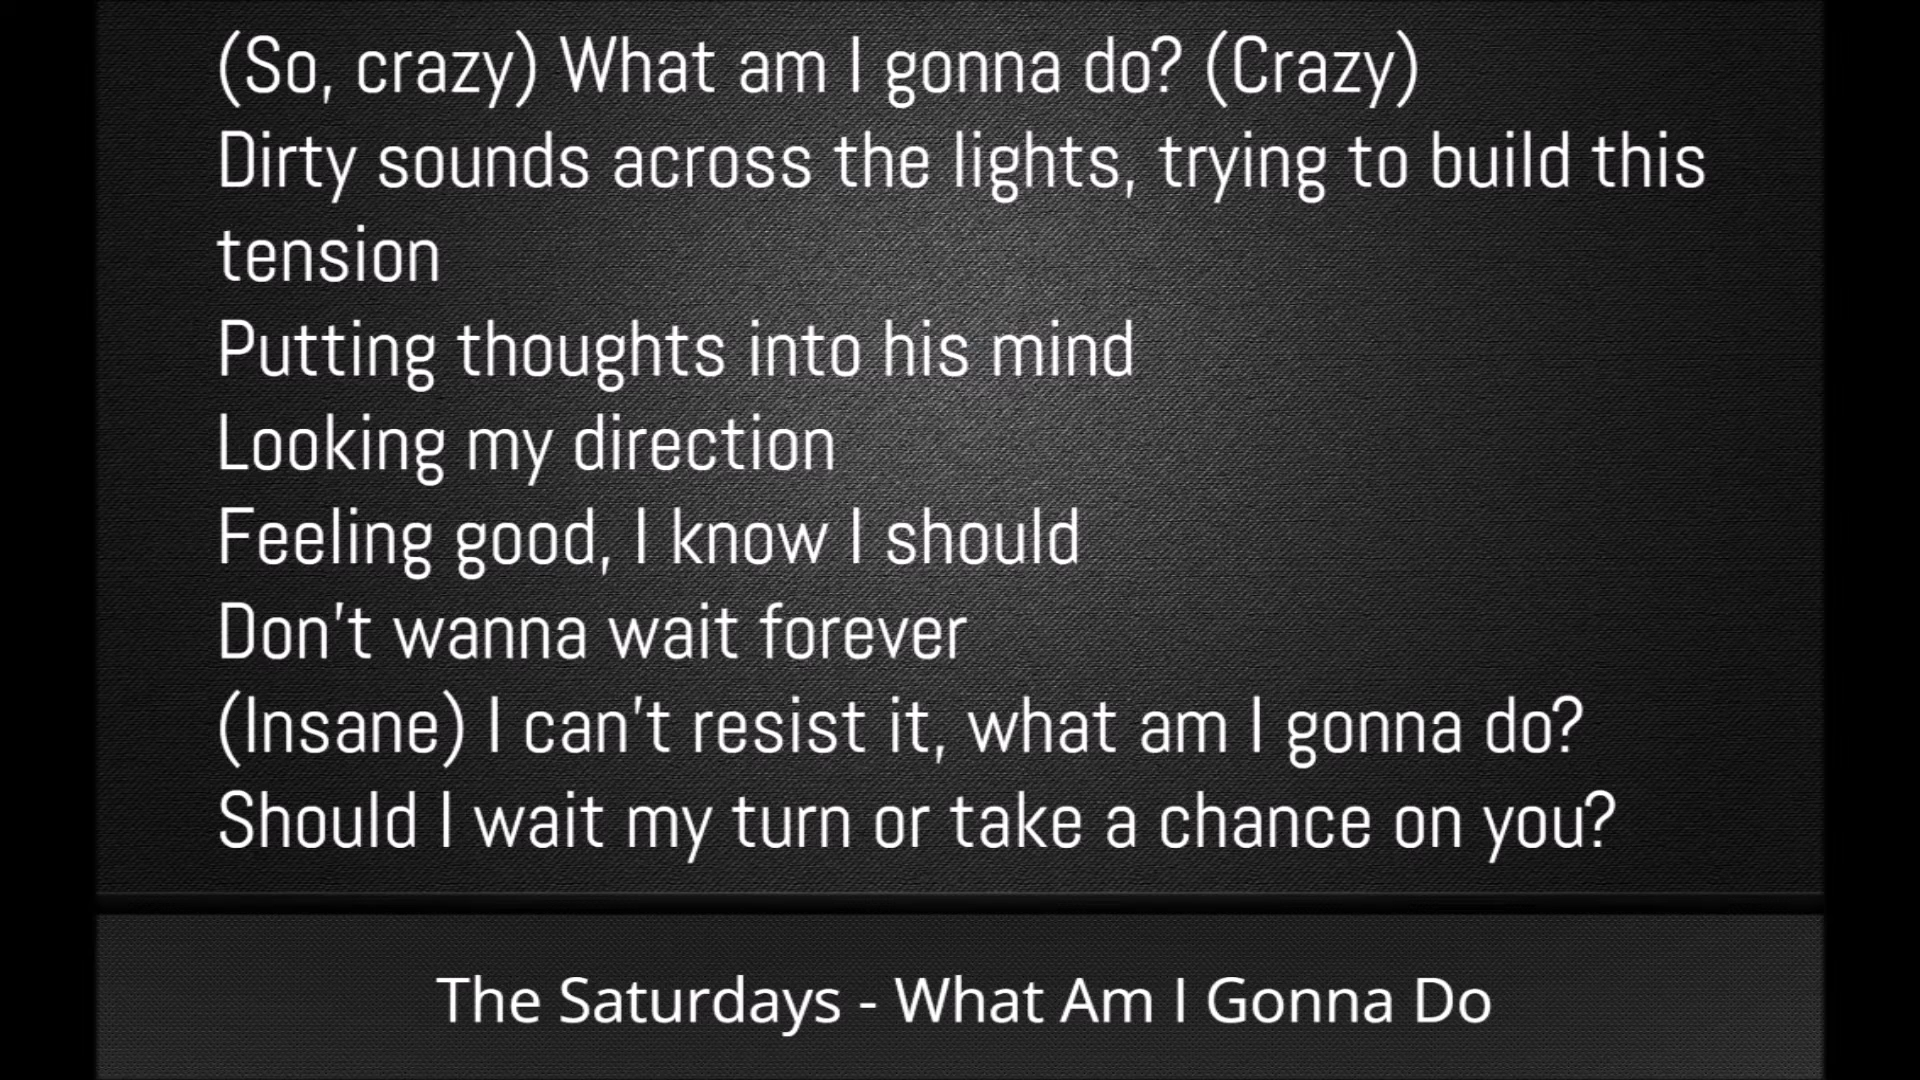 (So, crazy) What am I gonna do? (Crazy)
Dirty sounds across the lights, trying to build this
tension
Putting thoughts into his mind
Looking my direction
Feeling good, I know I should
Don't wanna wait forever
(Insane) I can't resist it, what am I gonna do?
Should I wait my turn or take a chance on you?
The Saturdays - What Am I Gonna Do